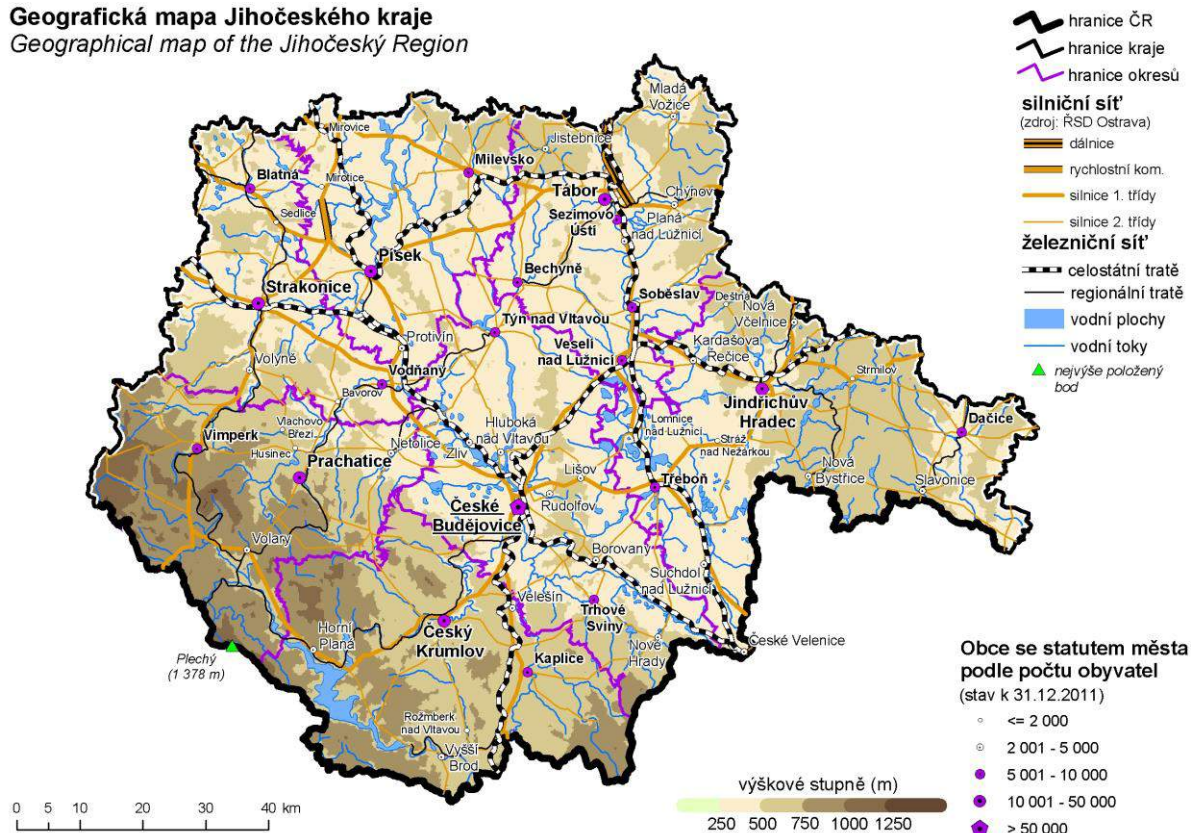 Geografická mapa Jihočeského kraje
Geographical map of the Jihočeský Region
hranice ČR
hranice kraje
hranice okresů
silniční síť
(zdroj: ŘSD Ostrava)
dálnice
rychlostní kom.
silnice 1. třídy
silnice 2. třídy
železniční síť
celostátní tratě
regionální tratě
vodní plochy
vodní toky
nejvýše položený
bod
Mladá
Vožice
Mirovice
Jistebnice
Milevsko
Blatná
Mirotice
Tábor
Chýnov
Sedlice
Sezimovo
Ústí
Planá
nad Lužnicí
Písek
Bechyně
Strakonice
Soběslav
Deštná
Nová
Včelnice
Týn nad Vltavou
Protivín
Kardašova
Řečice
Veselí
nad Lužnicí
Volyně
Vodňany
Strmilov
Bavorov
Jindřichův
Hradec
Dačice
Vlachovo
Březí
Hluboká
nad Vltavou
Lomnice
nad Lužnicí
Vimperk
Netolice
Stráž
nad Nežárkou
Husinec
Zliv
Prachatice
Lišov
Nová
Bystřice
Třeboň
Slavonice
České
Budějovice
Rudolfov
Volary
Borovany
Suchdol
nad Lužnicí
Velešín
Trhové
Sviny
Horní
Planá
Český
Krumlov
Nové
Hrady
České Velenice
Plechý
(1 378 m)
Kaplice
Rožmberk
nad Vltavou
Vyšší
Brod
Obce se statutem města
podle počtu obyvatel
(stav k 31.12.2011)
<= 2 000
2 001 - 5 000
5 001 - 10 000
10 001 - 50 000
> 50 000
výškové stupně (m)
250 500 750 1000 1250
0 5 10 20 30 40 km